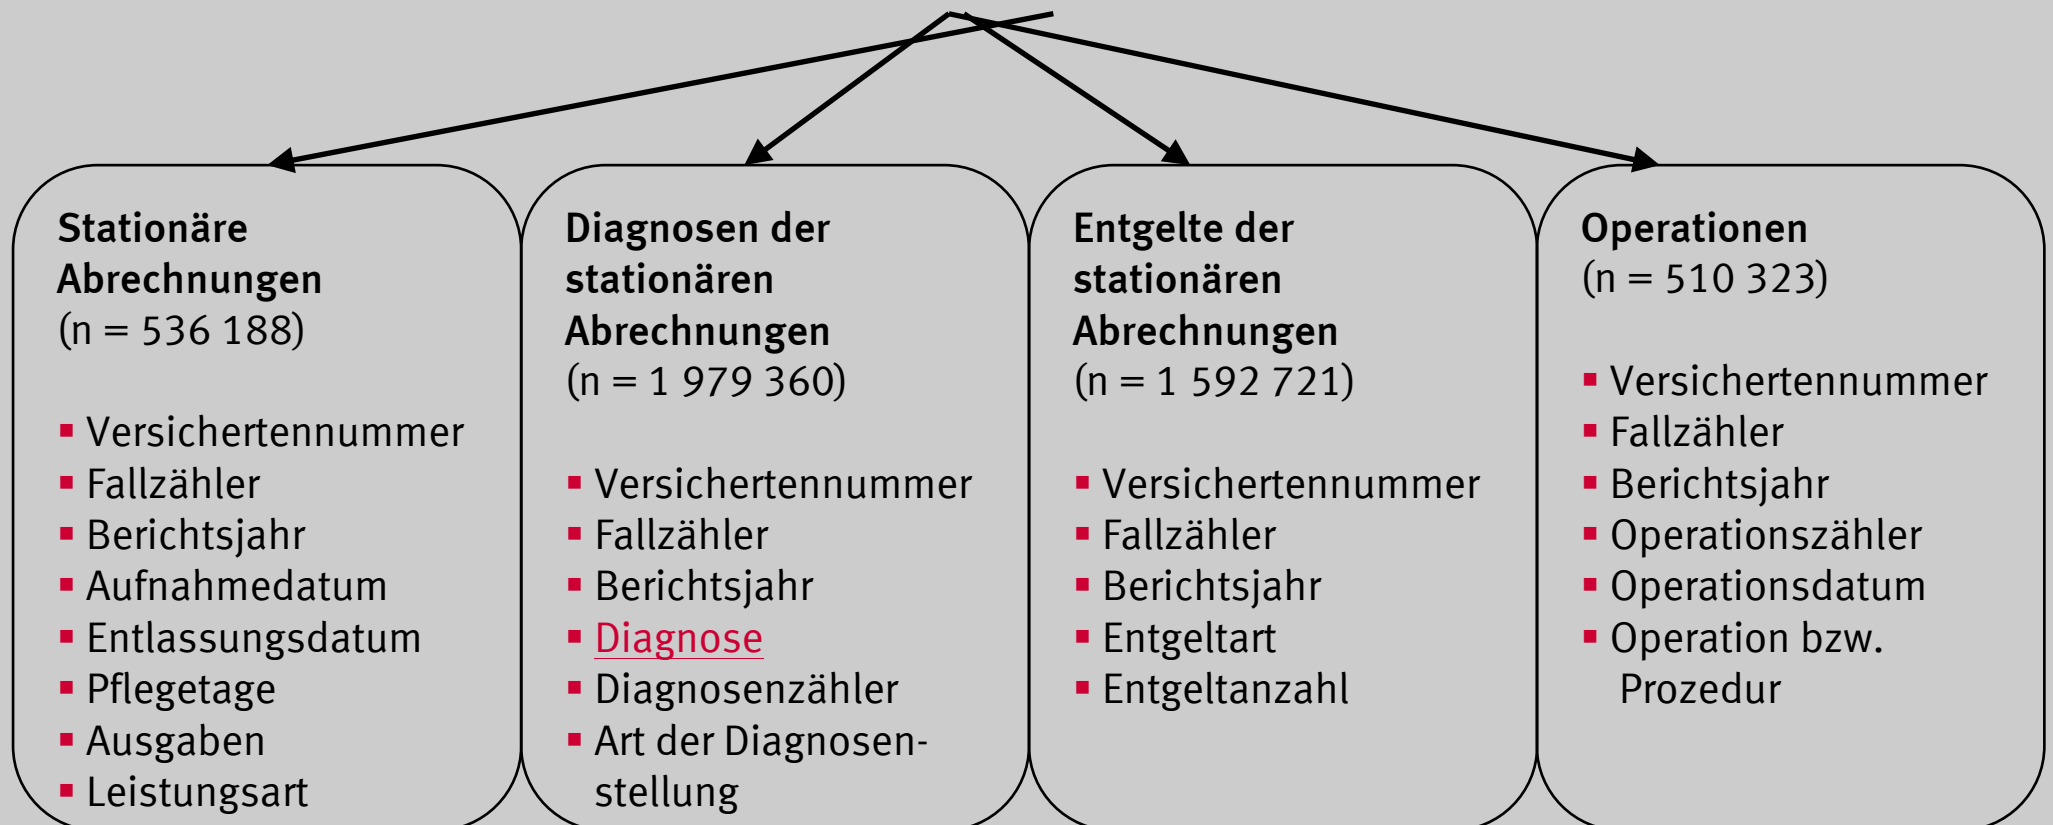 Stationäre
Abrechnungen
(n = 536 188)
▪ Versichertennummer
▪ Fallzähler
▪ Berichtsjahr
▪ Aufnahmedatum
▪ Entlassungsdatum
▪ Pflegetage
▪ Ausgaben
▪ Leistungsart
Diagnosen der
stationären
Abrechnungen
(n = 1 979 360)
▪ Versichertennummer
▪ Fallzähler
▪ Berichtsjahr
▪ Diagnose
▪ Diagnosenzähler
▪ Art der Diagnosen-
stellung
Entgelte der
stationären
Abrechnungen
(n = 1 592 721)
▪ Versichertennummer
▪ Fallzähler
▪ Berichtsjahr
▪ Entgeltart
▪ Entgeltanzahl
Operationen
(n = 510 323)
▪ Versichertennummer
▪ Fallzähler
▪ Berichtsjahr
▪ Operationszähler
▪ Operationsdatum
▪ Operation bzw.
Prozedur